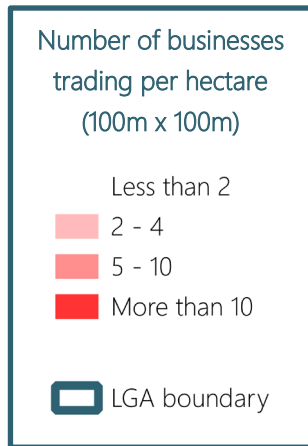 Number of businesses
trading per hectare
(100m x 100m)
Less than 2
2 - 4
5 - 10
More than 10
LGA boundary